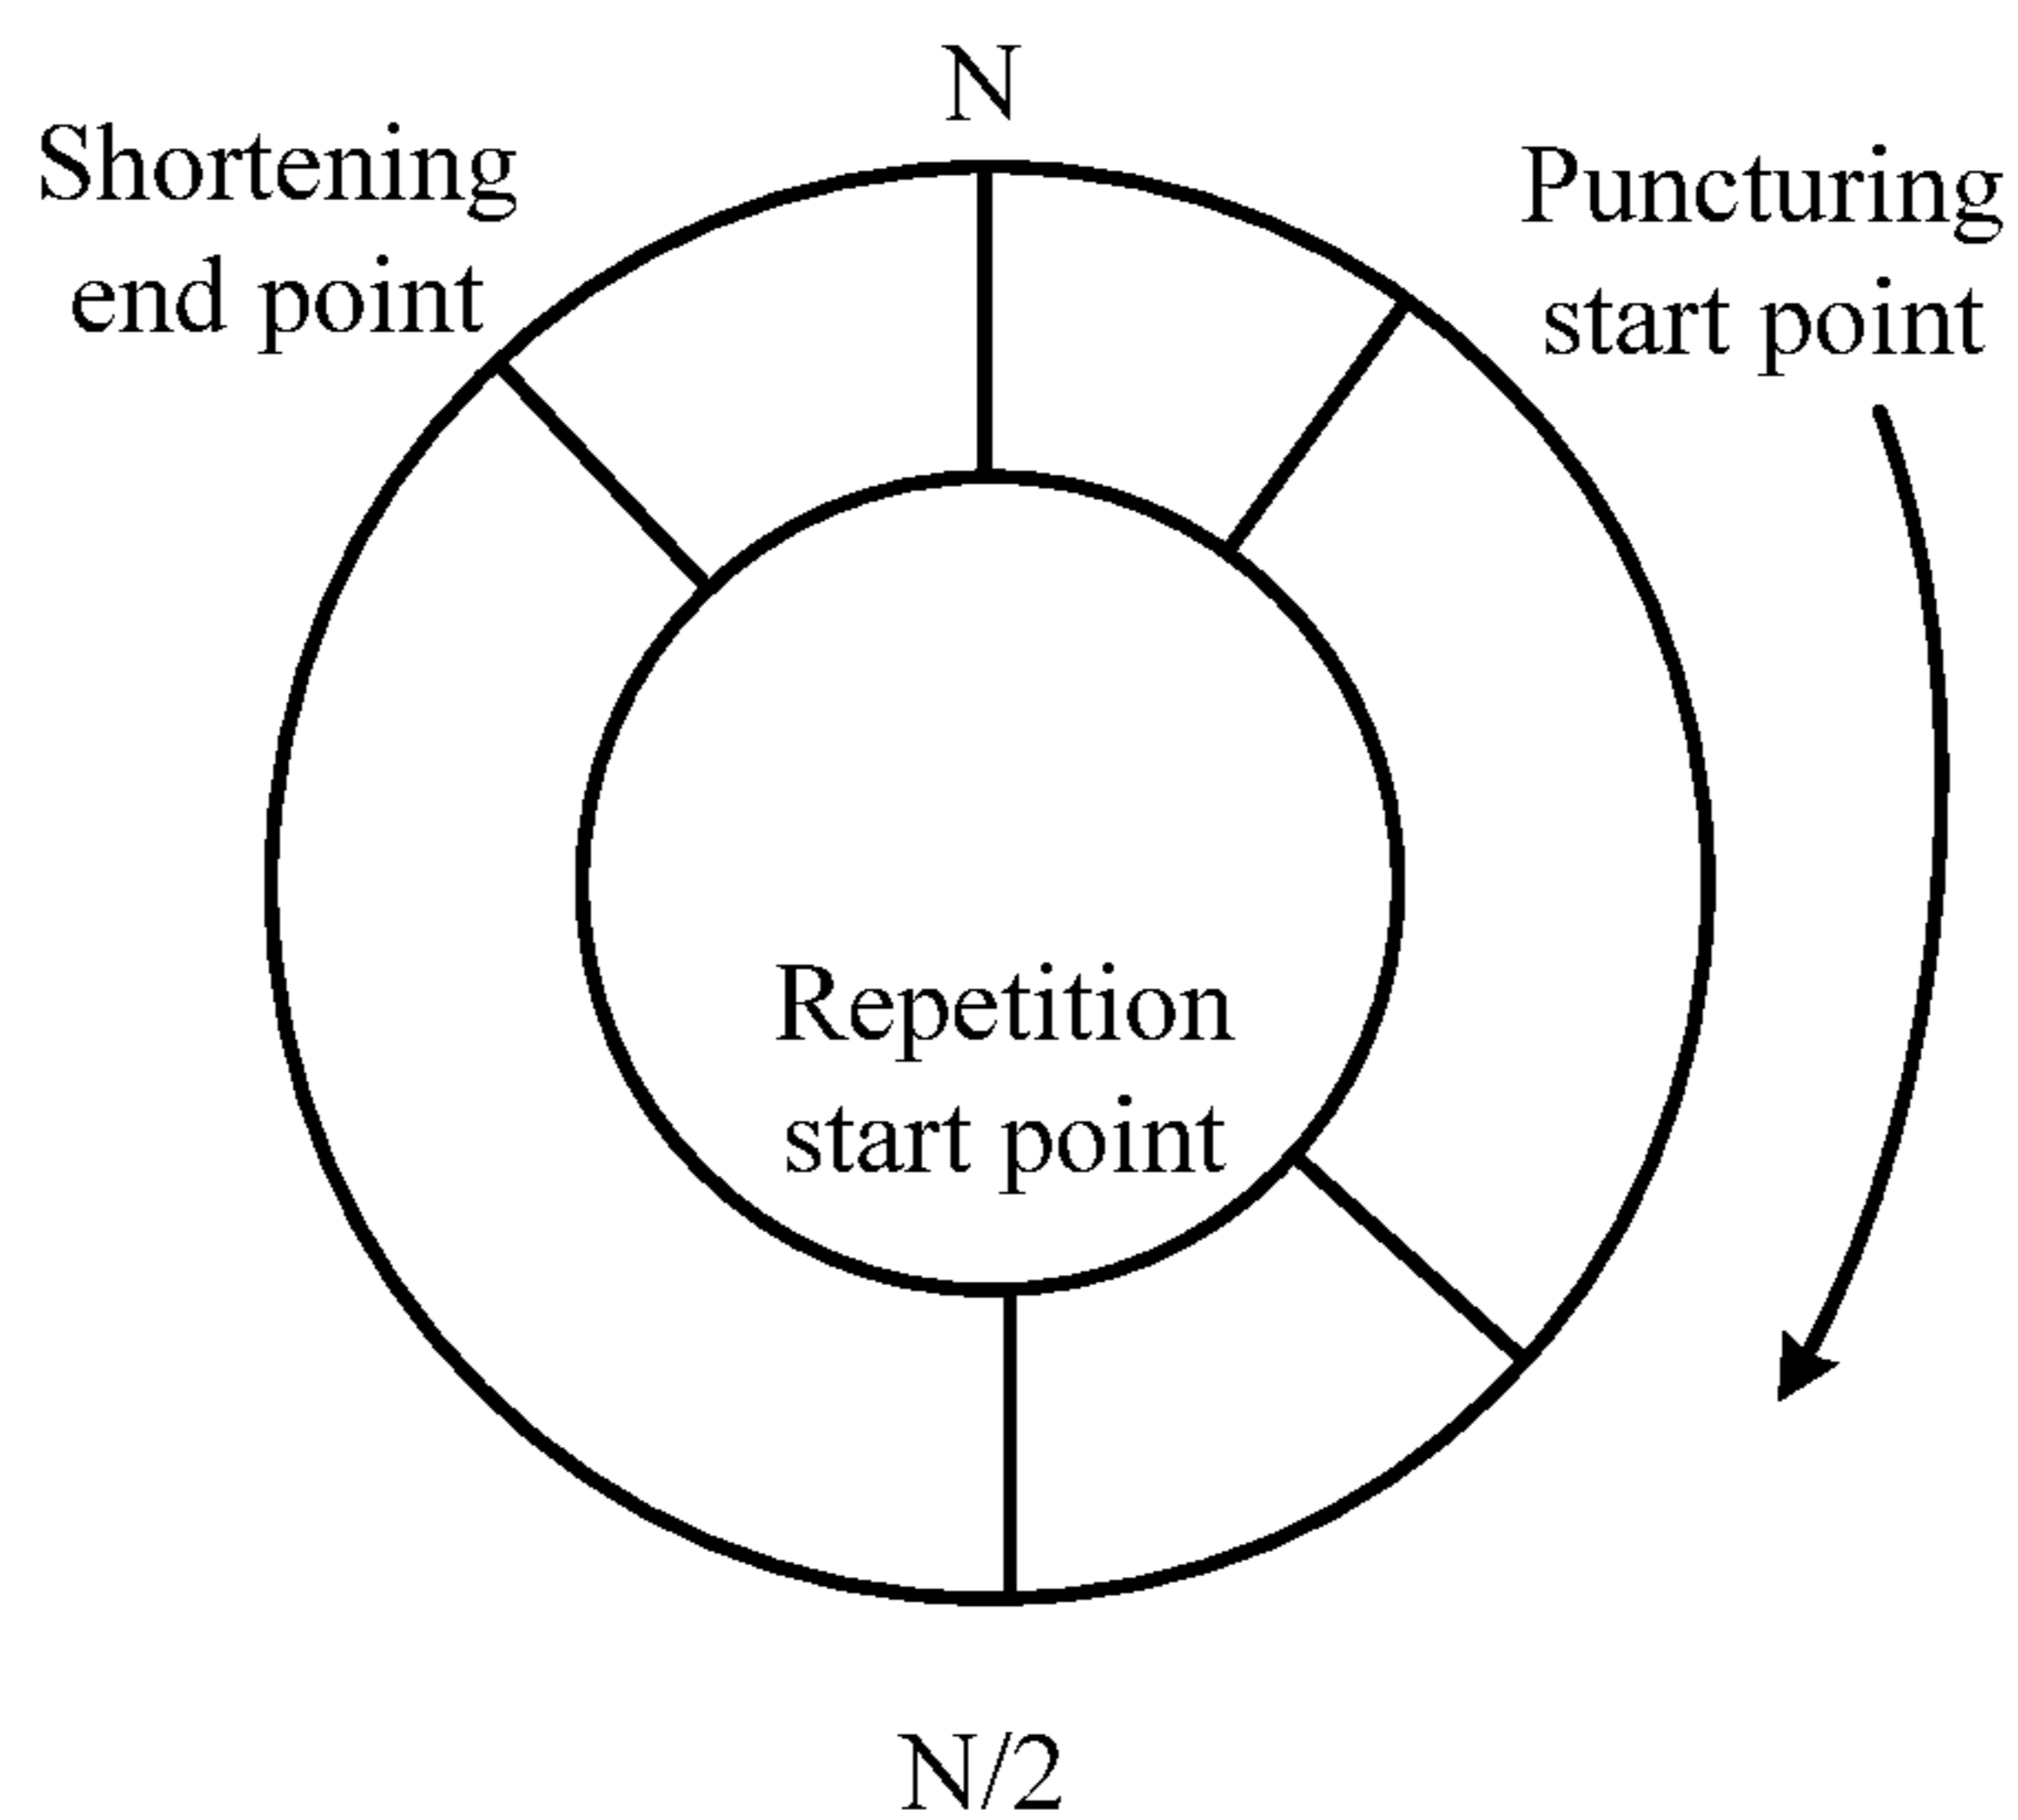 N
Shortening
end point
Puncturing
start point
Repetition
start point
N/2